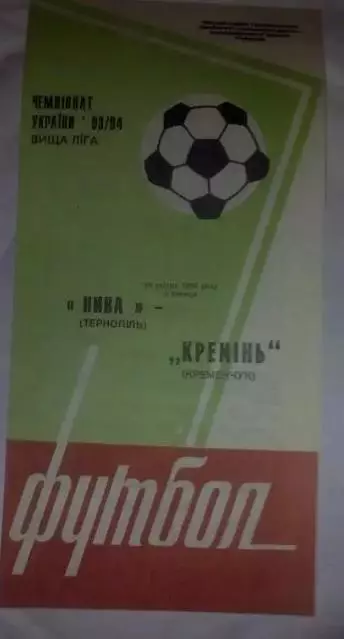 ЧЕМПІОНАТ
УКРАЇНИ ' 93/94
ВИЩА ЛІГА
« НИВА » –
(ТЕРНОПІЛЬ)
„КРЕМІНЬ“
(КРЕМЕНЧУК)
футбол